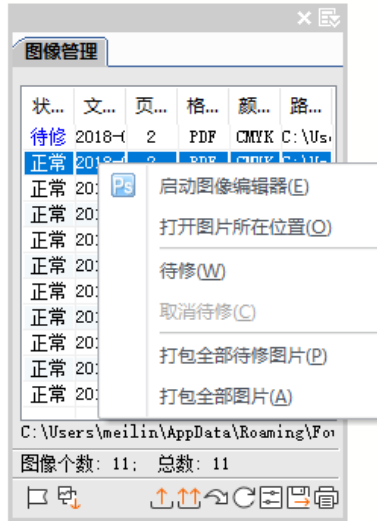 图像管理
状... 文... 页... 格... 颜... 路...
待修 2018-( 2 PDF CMYK C:\Us
正常 2018-( 2 PDF CMYK C:\Us
正常 20
正常 20
正常 20
正常 20
正常 20
正常 20
正常 20
正常 20
正常 20
Ps 启动图像编辑器(E)
打开图片所在位置(O)
待修(W)
取消待修(C)
打包全部待修图片(P)
打包全部图片(A)
C:\Users\meilin\AppData\Roaming\Fo
图像个数: 11; 总数: 11